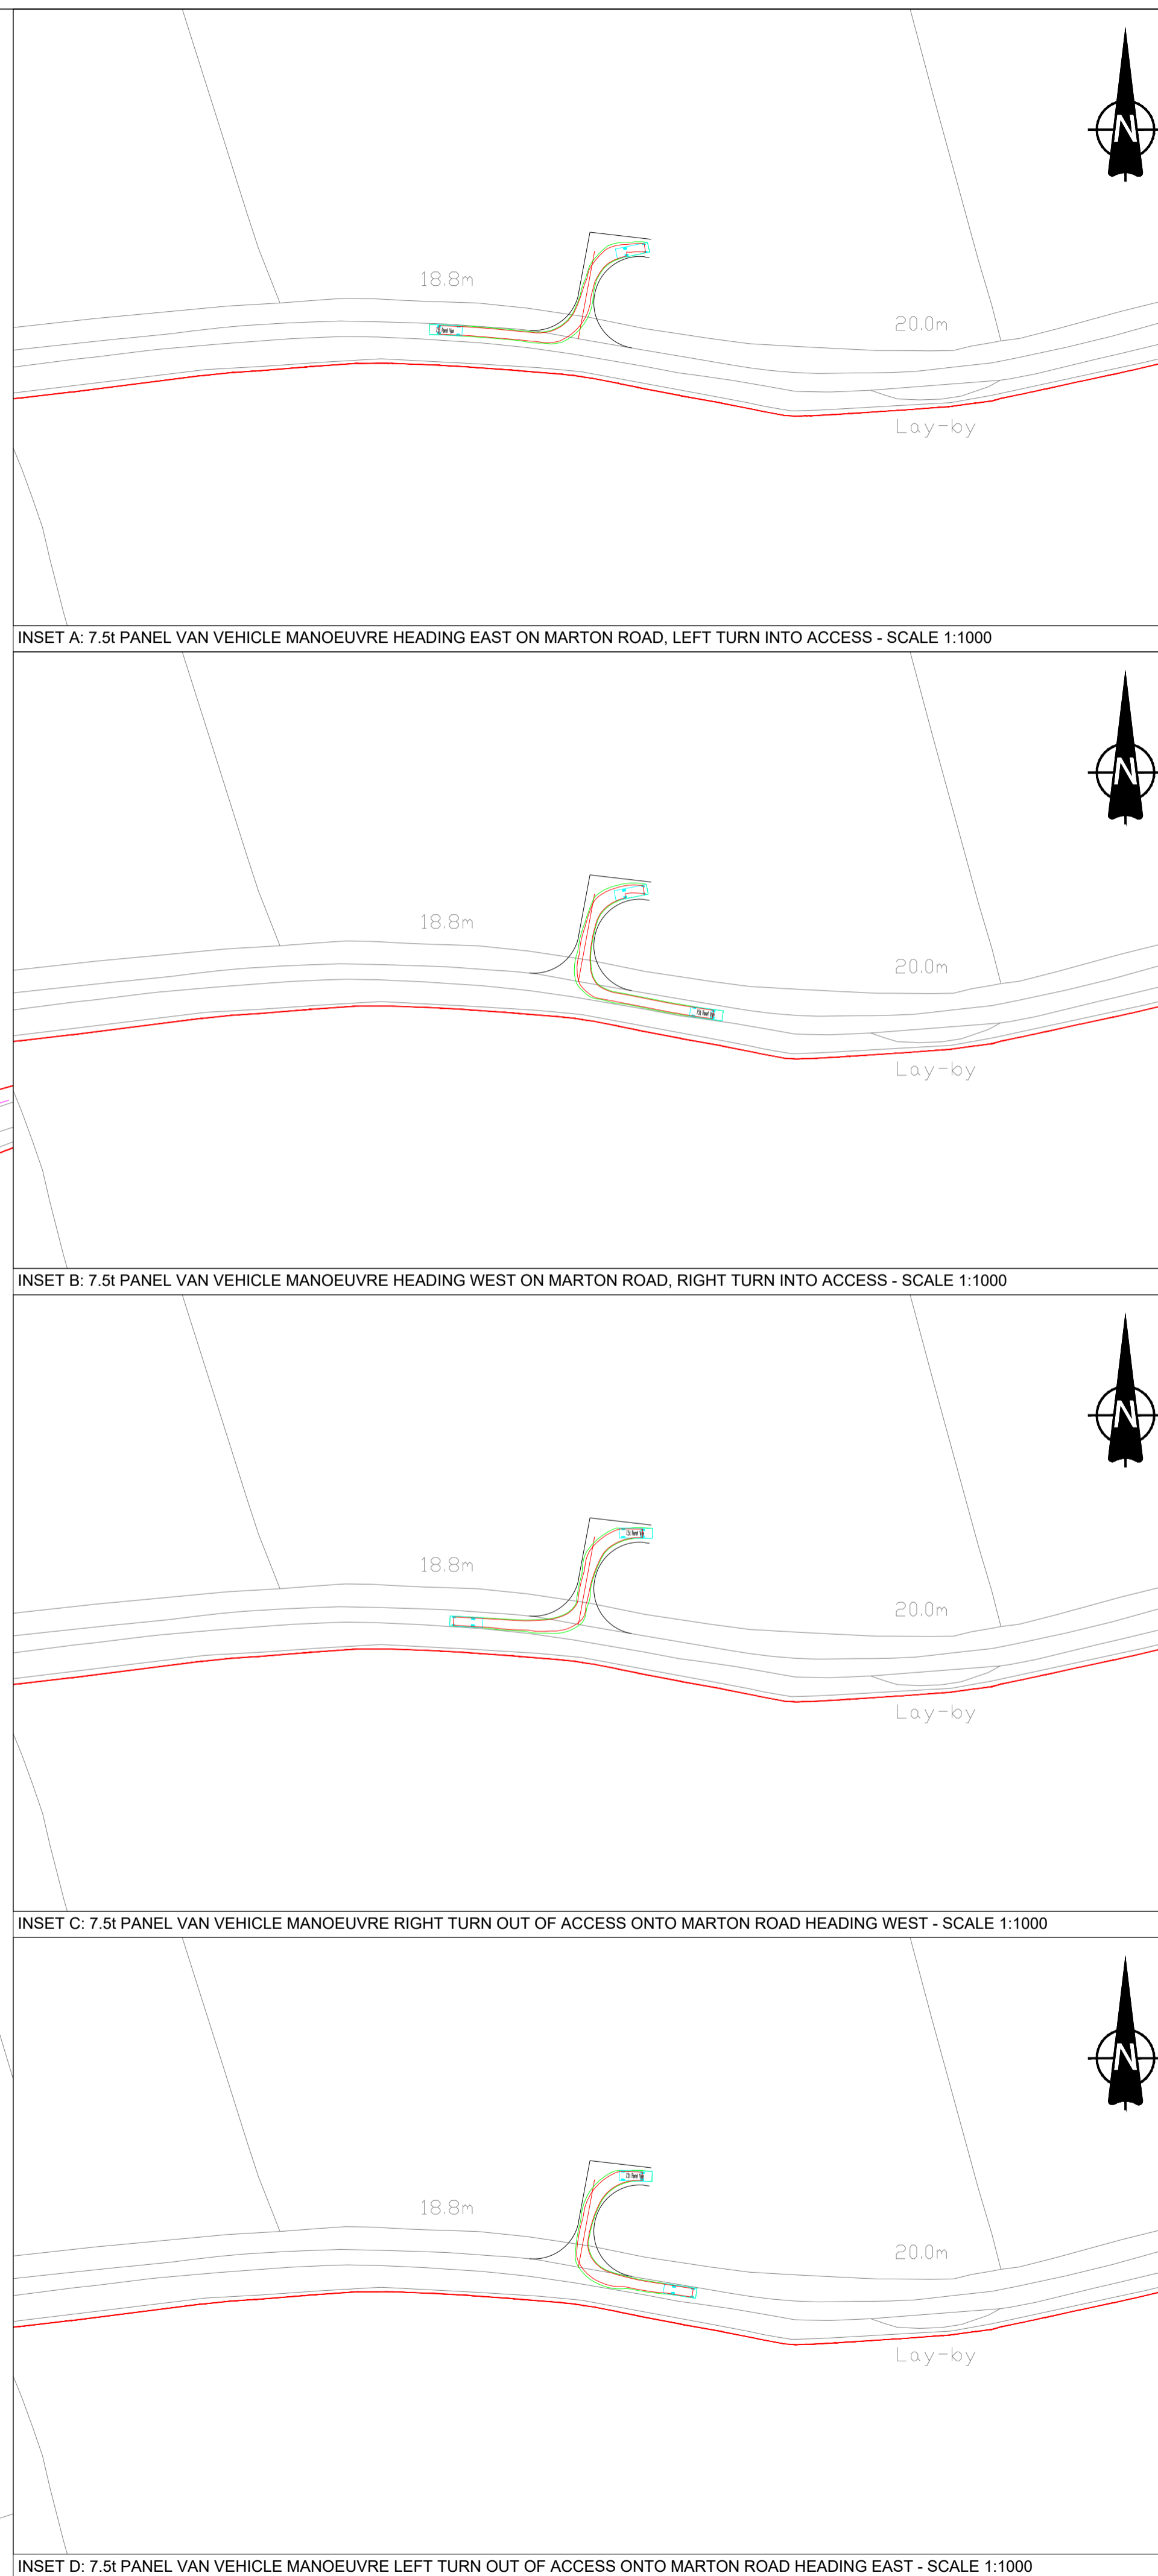 N
18.8m
20.0m
Lay-by
INSET A: 7.5t PANEL VAN VEHICLE MANOEUVRE HEADING EAST ON MARTON ROAD, LEFT TURN INTO ACCESS - SCALE 1:1000
N
18.8m
20.0m
Lay-by
INSET B: 7.5t PANEL VAN VEHICLE MANOEUVRE HEADING WEST ON MARTON ROAD, RIGHT TURN INTO ACCESS - SCALE 1:1000
N
18.8m
20.0m
Lay-by
INSET C: 7.5t PANEL VAN VEHICLE MANOEUVRE RIGHT TURN OUT OF ACCESS ONTO MARTON ROAD HEADING WEST - SCALE 1:1000
N
18.8m
20.0m
Lay-by
INSET D: 7.5t PANEL VAN VEHICLE MANOEUVRE LEFT TURN OUT OF ACCESS ONTO MARTON ROAD HEADING EAST - SCALE 1:1000